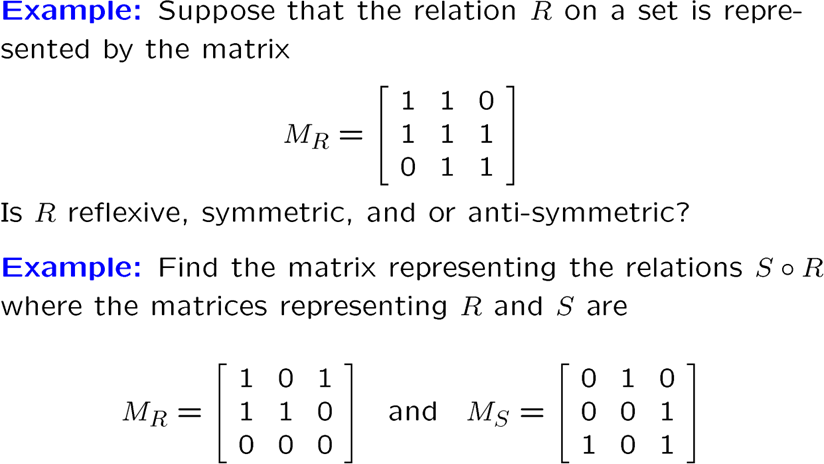 Example: Suppose that the relation R on a set is repre-
sented by the matrix
M_R = [ 1 1 0
1 1 1
0 1 1 ]
Is R reflexive, symmetric, and or anti-symmetric?
Example: Find the matrix representing the relations S ∘ R
where the matrices representing R and S are
M_R = [ 1 0 1
1 1 0
0 0 0 ] and M_S = [ 0 1 0
0 0 1
1 0 1 ]